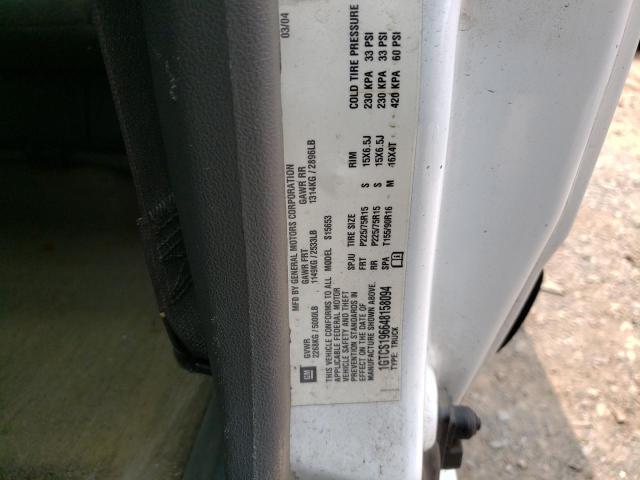 MFD BY GENERAL MOTORS CORPORATION
03/04
GM
GVWR
GAWR FRT
GAWR RR
2268KG / 5000LB
1149KG / 2533LB
1314KG / 2896LB
THIS VEHICLE CONFORMS TO ALL
APPLICABLE FEDERAL MOTOR
VEHICLE SAFETY AND THEFT
PREVENTION STANDARDS IN
EFFECT ON THE DATE OF
MANUFACTURE SHOWN ABOVE.
1GTCS196648158094
TYPE: TRUCK
MODEL S15653
SPJU TIRE SIZE RIM COLD TIRE PRESSURE
FRT P225/75R15 S 15X6.5J 230 KPA 33 PSI
RR P225/75R15 S 15X6.5J 230 KPA 33 PSI
SPA T155/90R16 M 16X4T 420 KPA 60 PSI